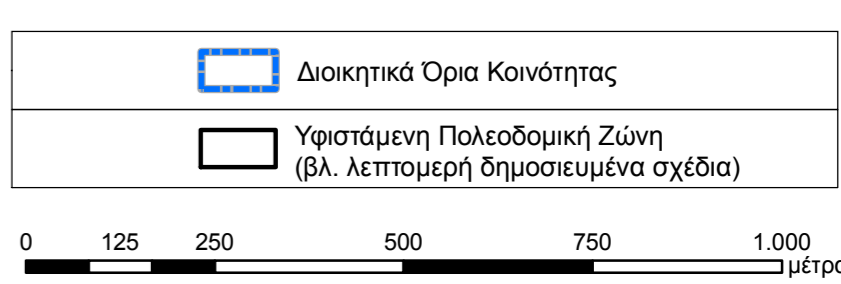 Διοικητικά Όρια Κοινότητας
Υφιστάμενη Πολεοδομική Ζώνη
(βλ. λεπτομερή δημοσιευμένα σχέδια)
0 125 250 500 750 1.000
μέτρα